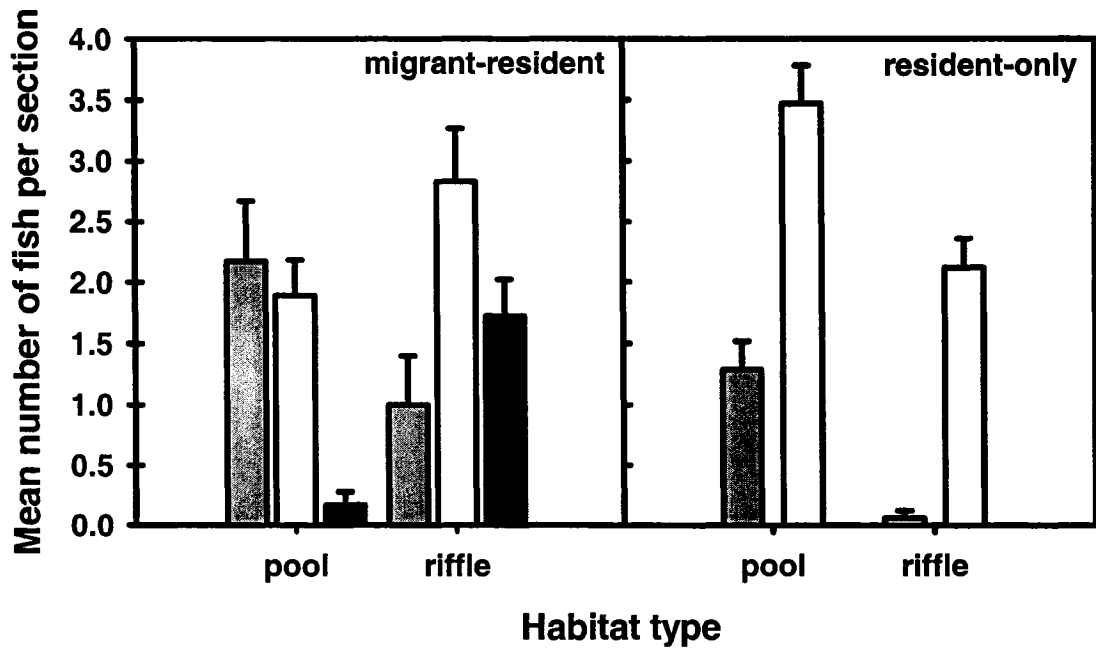 Mean number of fish per section
4.0
3.5
3.0
2.5
2.0
1.5
1.0
0.5
0.0
migrant-resident
resident-only
pool
riffle
pool
riffle
Habitat type